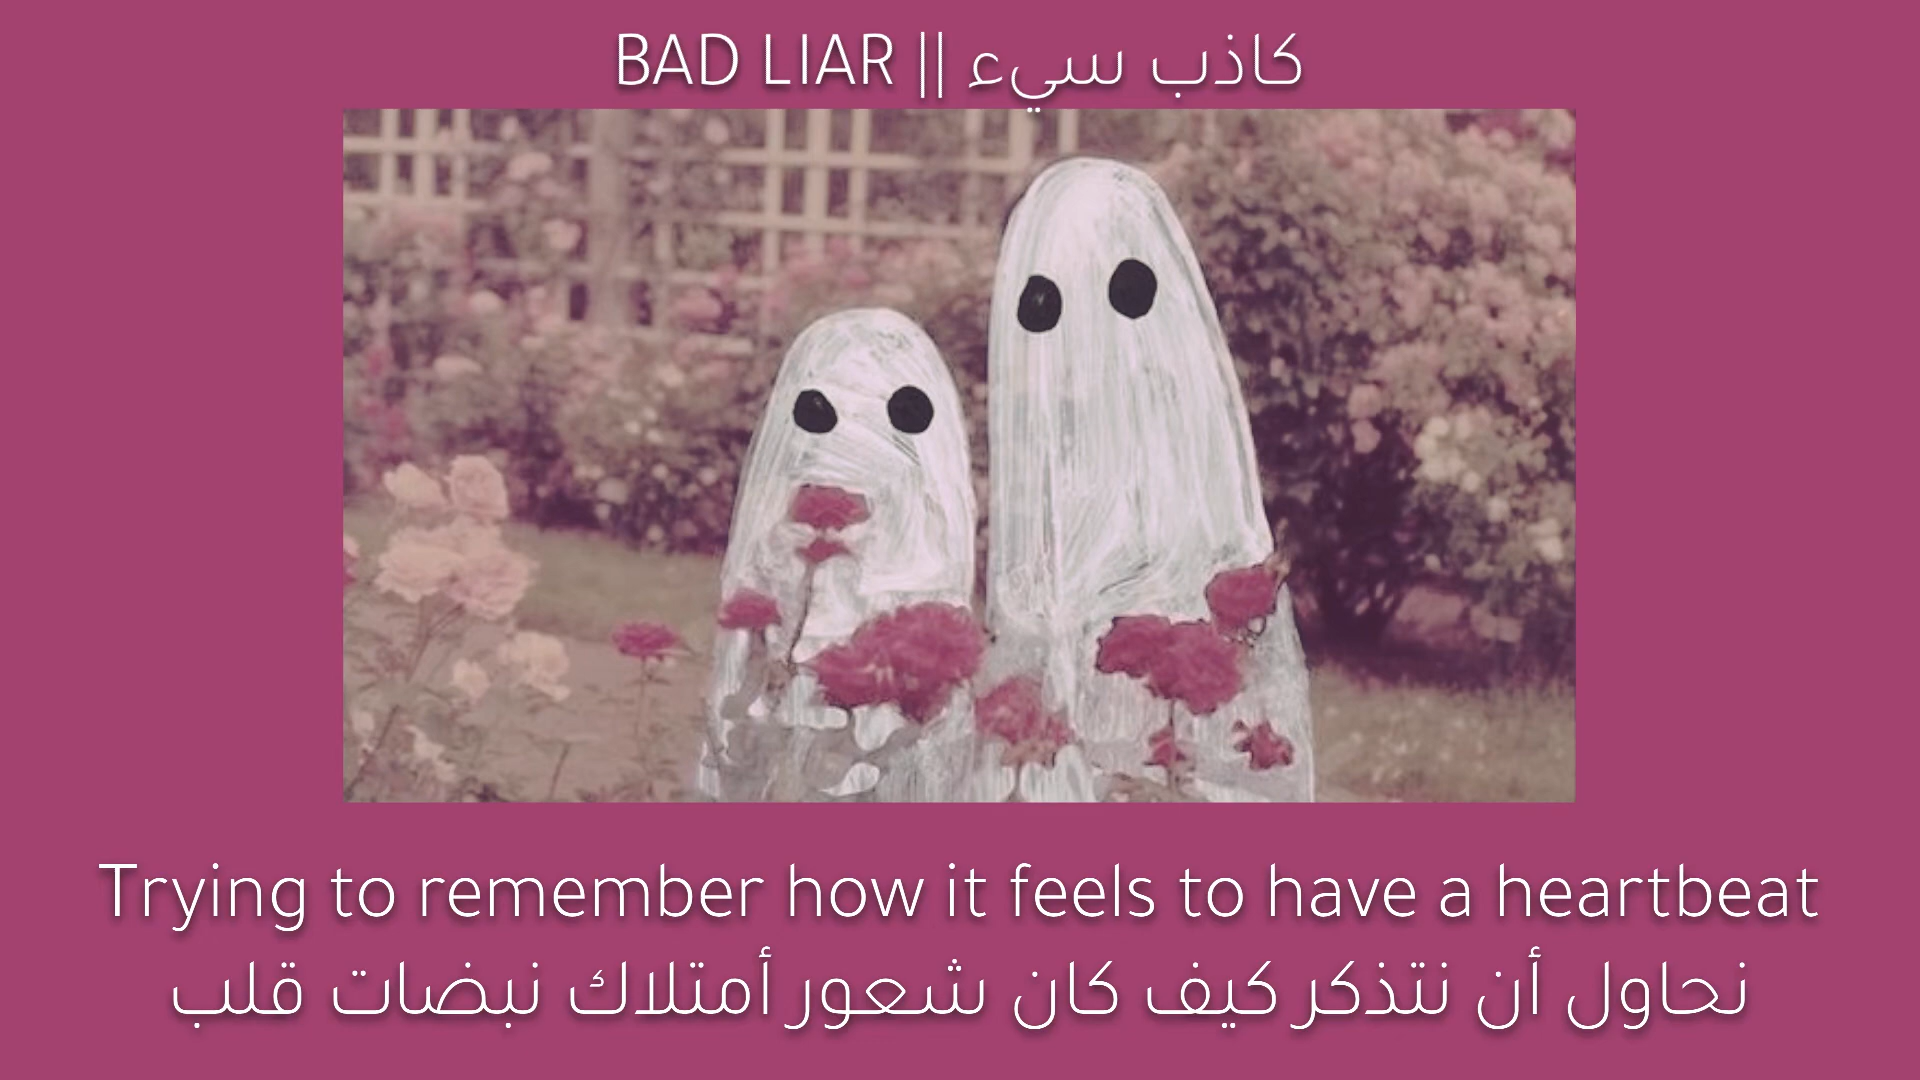 BAD LIAR || كاذب سيء
Trying to remember how it feels to have a heartbeat
نحاول أن نتذكر كيف كان شعور أمتلاك نبضات قلب